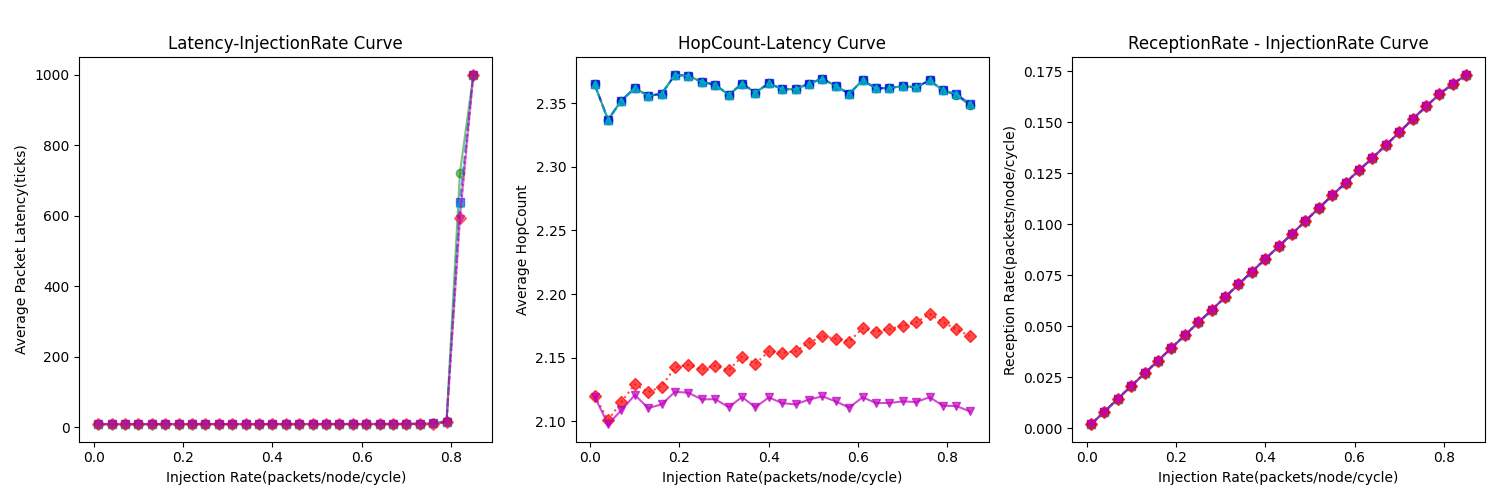 Latency-InjectionRate Curve
1000
800
600
400
200
0
Average Packet Latency(ticks)
0.0 0.2 0.4 0.6 0.8
Injection Rate(packets/node/cycle)
HopCount-Latency Curve
2.35
2.30
2.25
2.20
2.15
2.10
Average HopCount
0.0 0.2 0.4 0.6 0.8
Injection Rate(packets/node/cycle)
ReceptionRate - InjectionRate Curve
0.175
0.150
0.125
0.100
0.075
0.050
0.025
0.000
Reception Rate(packets/node/cycle)
0.0 0.2 0.4 0.6 0.8
Injection Rate(packets/node/cycle)